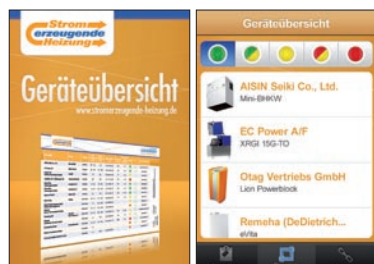 Strom
erzeugende
Heizung
Geräteübersicht
www.stromerzeugende-heizung.de
Geräteübersicht
AISIN Seiki Co., Ltd.
Mini-BHKW
EC Power A/F
XRGI 15G-TO
Otag Vertriebs GmbH
Lion Powerblock
Remeha (DeDietrich...
eVita